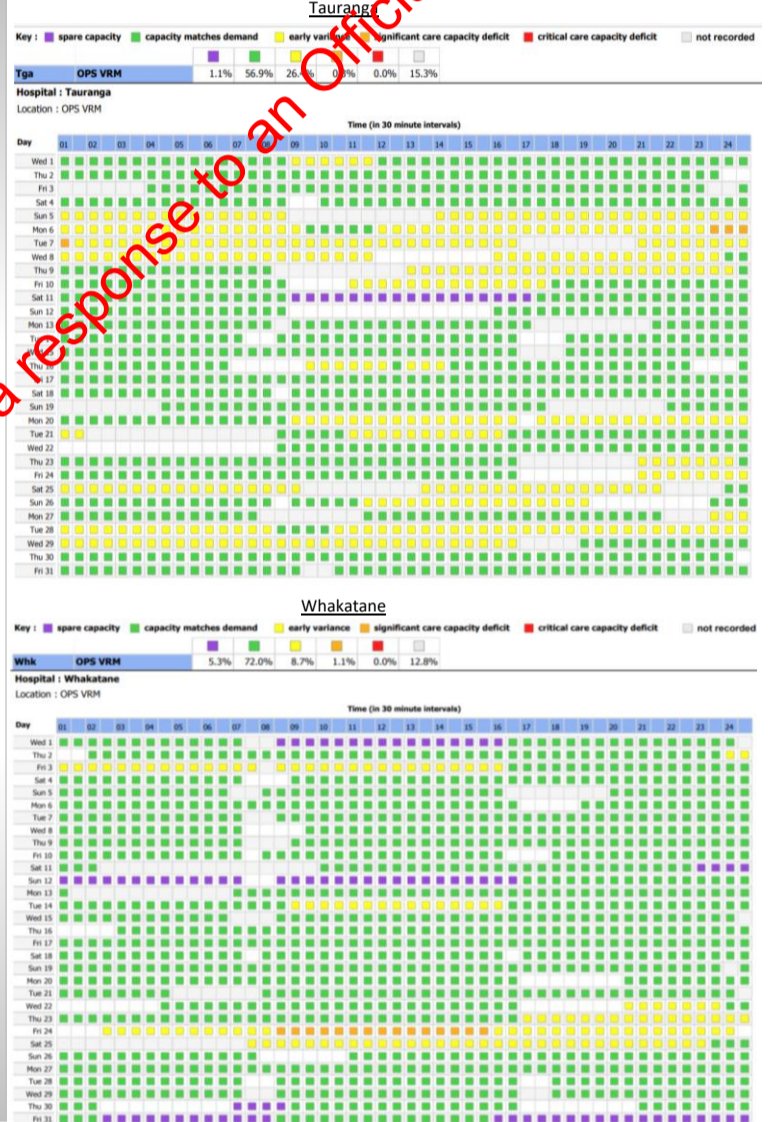 Tauranga
Key : spare capacity capacity matches demand early significant care capacity deficit critical care capacity deficit not recorded
Tga OPS VRM 1.1% 56.9% 0.0% 15.3%
Hospital : Tauranga
Location : OPS VRM
Time (in 30 minute intervals)
Day 01 02 03 04 05 06 07 08 09 10 11 12 13 14 15 16 17 18 19 20 21 22 23 24
Wed 1
Thu 2
Fri 3
Sat 4
Sun 5
Mon 6
Tue 7
Wed 8
Thu 9
Fri 10
Sat 11
Sun 12
Mon 13
Thu
17
Sat 18
Sun 19
Mon 20
Tue 21
Wed 22
Thu 23
Fri 24
Sat 25
Sun 26
Mon 27
Tue 28
Wed 29
Thu 30
Fri 31
a response to an Offici
Whakatane
Key : spare capacity capacity matches demand early variance significant care capacity deficit critical care capacity deficit not recorded
Whk OPS VRM 5.3% 72.0% 8.7% 1.1% 0.0% 12.8%
Hospital : Whakatane
Location : OPS VRM
Time (in 30 minute intervals)
Day 01 02 03 04 05 06 07 08 09 10 11 12 13 14 15 16 17 18 19 20 21 22 23 24
Wed 1
Thu 2
Fri 3
Sat 4
Sun 5
Mon 6
Tue 7
Wed 8
Thu 9
Fri 10
Sat 11
Sun 12
Mon 13
Tue 14
Wed 15
Thu 16
Fri 17
Sat 18
Sun 19
Mon 20
Tue 21
Wed 22
Thu 23
Fri 24
Sat 25
Sun 26
Mon 27
Tue 28
Wed 29
Thu 30
Fri 31